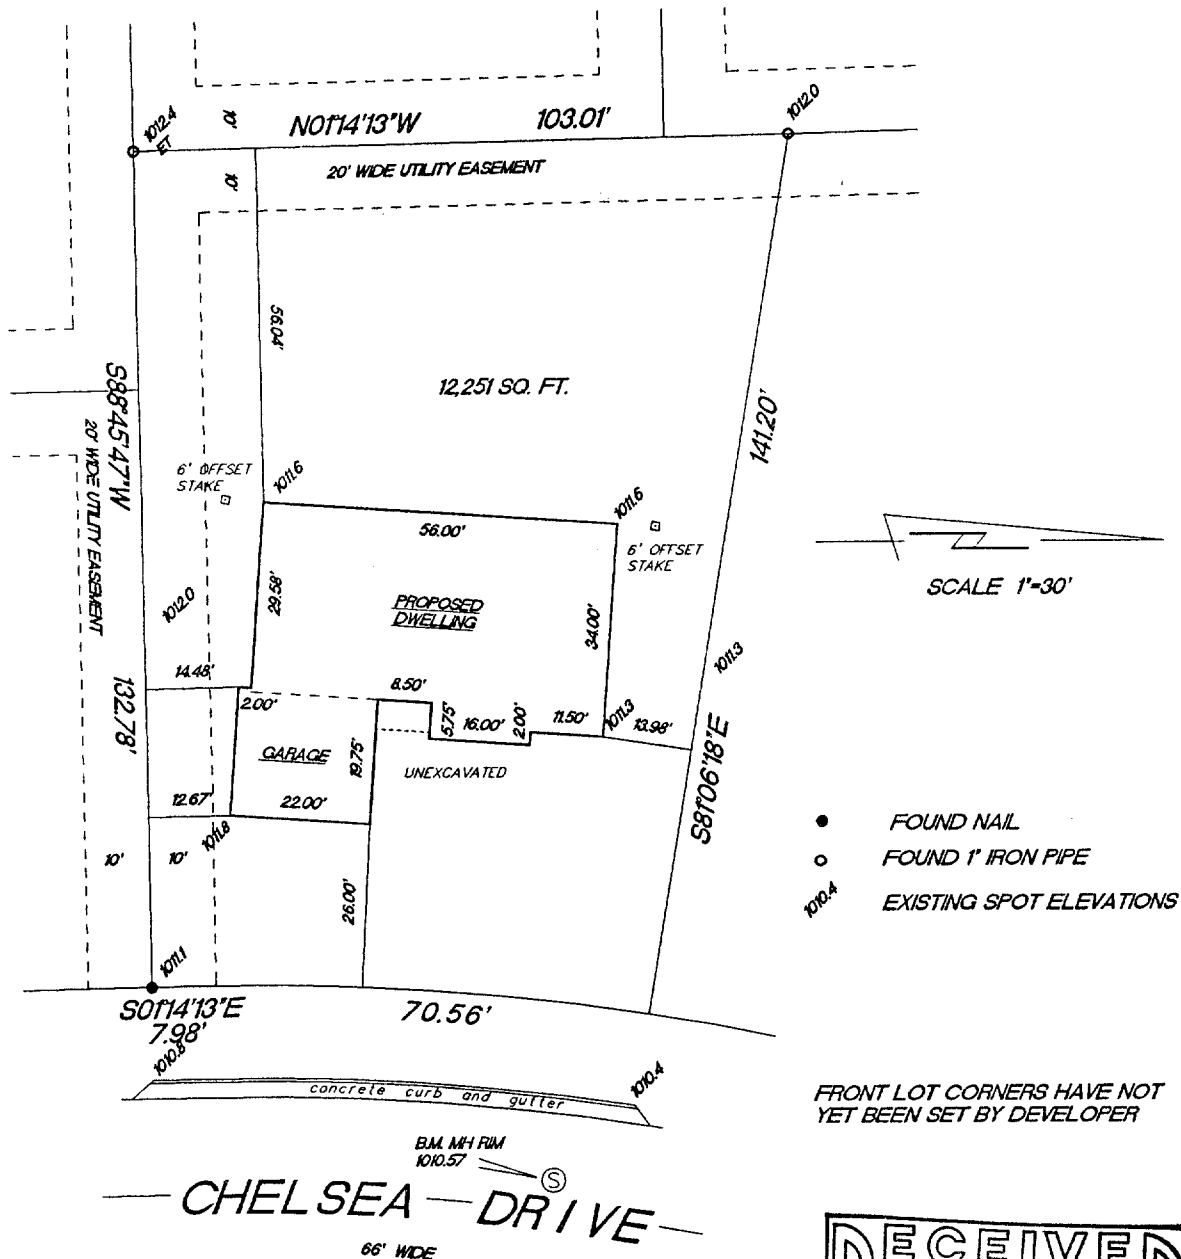 1012.4
ET
10'
N01°14'13"W
103.01'
1012.0
10'
20' WIDE UTILITY EASEMENT
56.04'
12,251 SQ. FT.
S88°45'47"W
20' WIDE UTILITY EASEMENT
132.78'
141.20'
S81°06'18"E
6' OFFSET
STAKE
1011.6
56.00'
1011.6
6' OFFSET
STAKE
SCALE 1"=30'
1012.0
29.58'
PROPOSED
DWELLING
34.00'
1011.3
14.48'
2.00'
8.50'
5.75'
16.00'
2.00'
11.50'
1011.3
13.98'
GARAGE
19.75'
UNEXCAVATED
12.67'
22.00'
1011.8
10'
10'
26.00'
FOUND NAIL
FOUND 1" IRON PIPE
1010.4
EXISTING SPOT ELEVATIONS
1011.1
S01°14'13"E
7.98'
70.56'
1010.8
concrete curb and gutter
1010.4
FRONT LOT CORNERS HAVE NOT
YET BEEN SET BY DEVELOPER
B.M. MH RIM
1010.57
S
CHELSEA DRIVE
66' WIDE
RECEIVED